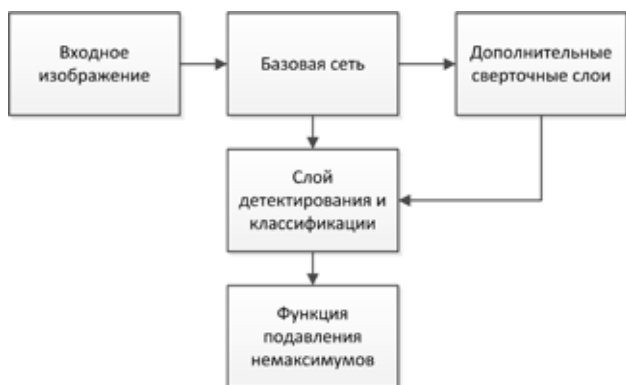 Входное
изображение
Базовая сеть
Дополнительные
сверточные слои
Слой
детектирования и
классификации
Функция
подавления
немаксимумов